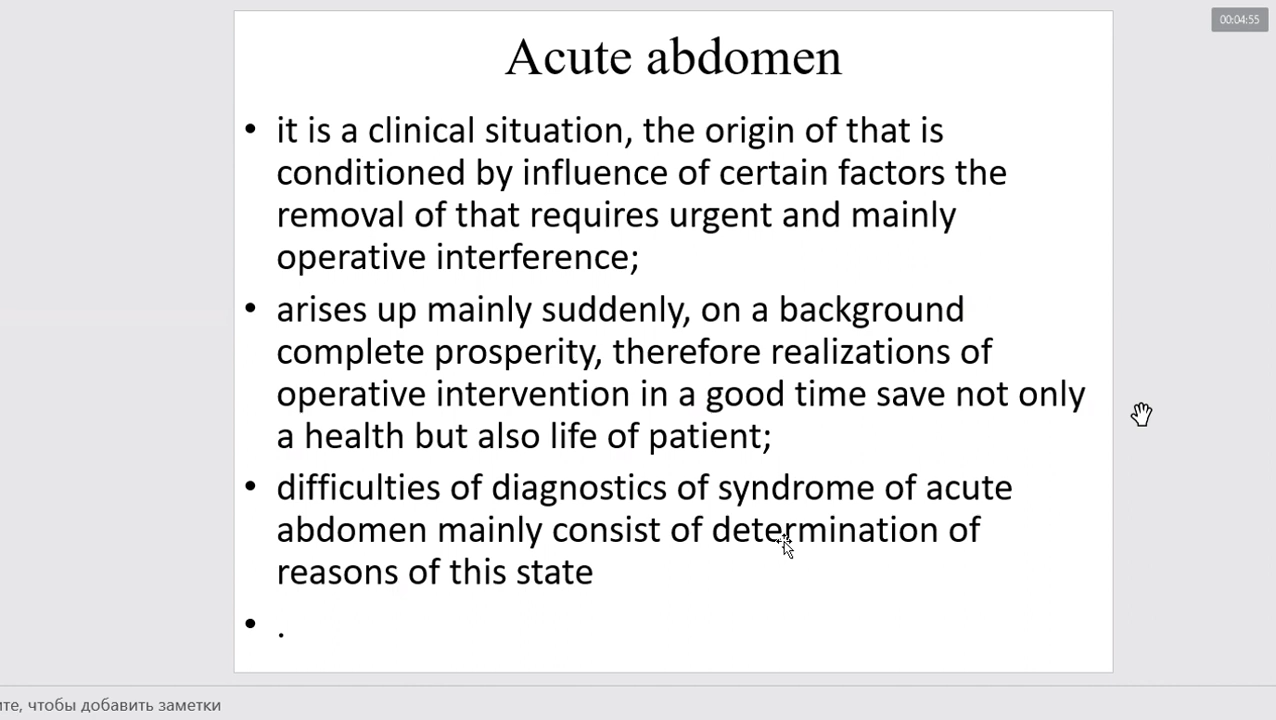 00:04:55
Acute abdomen
• it is a clinical situation, the origin of that is
conditioned by influence of certain factors the
removal of that requires urgent and mainly
operative interference;
• arises up mainly suddenly, on a background
complete prosperity, therefore realizations of
operative intervention in a good time save not only
a health but also life of patient;
• difficulties of diagnostics of syndrome of acute
abdomen mainly consist of determination of
reasons of this state
• .
ите, чтобы добавить заметки